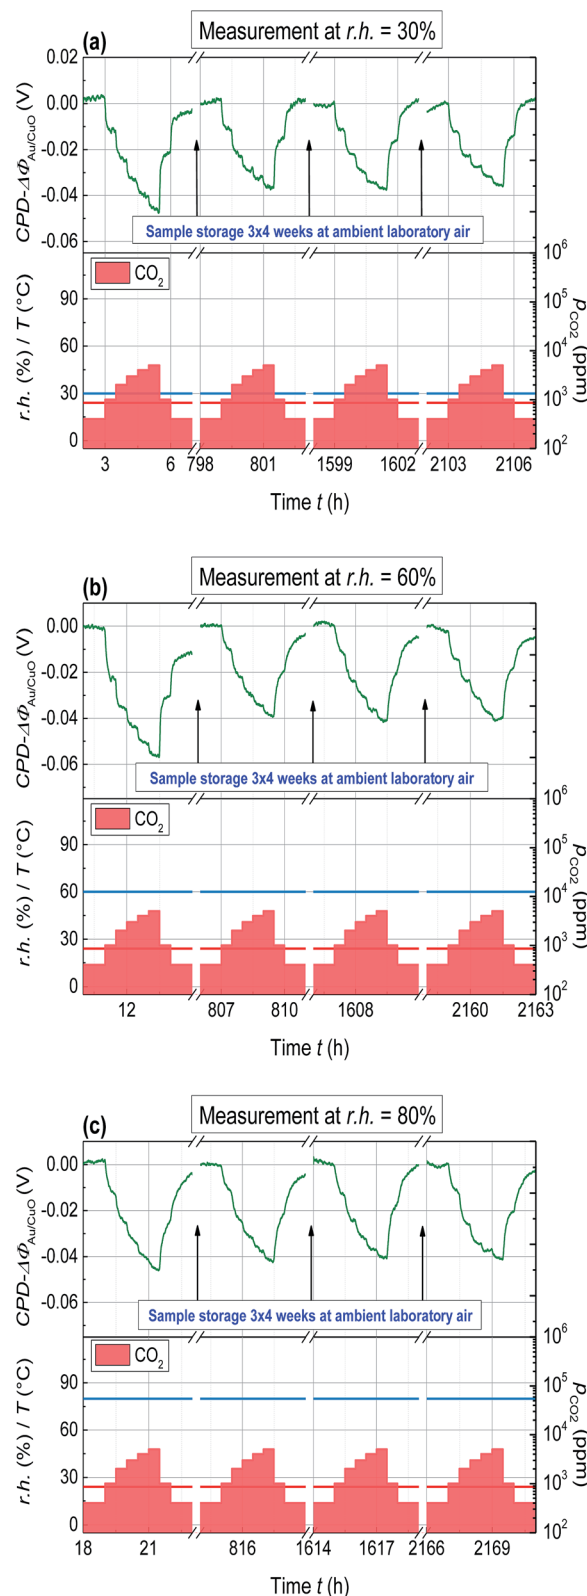 (a)
Measurement at r.h. = 30%
0.02
0.00
-0.02
-0.04
-0.06
CPD-ΔΦAu/CuO (V)
Sample storage 3x4 weeks at ambient laboratory air
CO2
90
60
30
0
r.h. (%) / T (°C)
10^6
10^5
10^4
10^3
10^2
pCO2 (ppm)
3 6 798 801 1599 1602 2103 2106
Time t (h)
(b)
Measurement at r.h. = 60%
0.00
-0.02
-0.04
-0.06
CPD-ΔΦAu/CuO (V)
Sample storage 3x4 weeks at ambient laboratory air
CO2
90
60
30
0
r.h. (%) / T (°C)
10^6
10^5
10^4
10^3
10^2
pCO2 (ppm)
12 807 810 1608 2160 2163
Time t (h)
(c)
Measurement at r.h. = 80%
0.00
-0.02
-0.04
-0.06
CPD-ΔΦAu/CuO (V)
Sample storage 3x4 weeks at ambient laboratory air
CO2
90
60
30
0
r.h. (%) / T (°C)
10^6
10^5
10^4
10^3
10^2
pCO2 (ppm)
18 21 816 1614 1617 2166 2169
Time t (h)